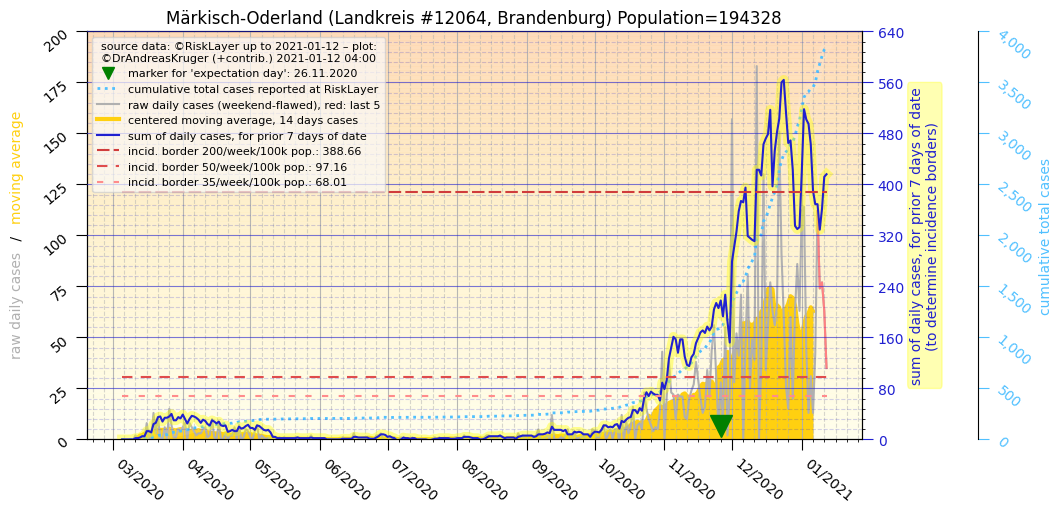 Märkisch-Oderland (Landkreis #12064, Brandenburg) Population=194328
source data: ©RiskLayer up to 2021-01-12 – plot:
©DrAndreasKruger (+contrib.) 2021-01-12 04:00
marker for 'expectation day': 26.11.2020
cumulative total cases reported at RiskLayer
raw daily cases (weekend-flawed), red: last 5
centered moving average, 14 days cases
sum of daily cases, for prior 7 days of date
incid. border 200/week/100k pop.: 388.66
incid. border 50/week/100k pop.: 97.16
incid. border 35/week/100k pop.: 68.01
raw daily cases / moving average
200
175
150
125
100
75
50
25
0
03/2020
04/2020
05/2020
06/2020
07/2020
08/2020
09/2020
10/2020
11/2020
12/2020
01/2021
640
560
480
400
320
240
160
80
0
sum of daily cases, for prior 7 days of date
(to determine incidence borders)
4,000
3,500
3,000
2,500
2,000
1,500
1,000
500
0
cumulative total cases